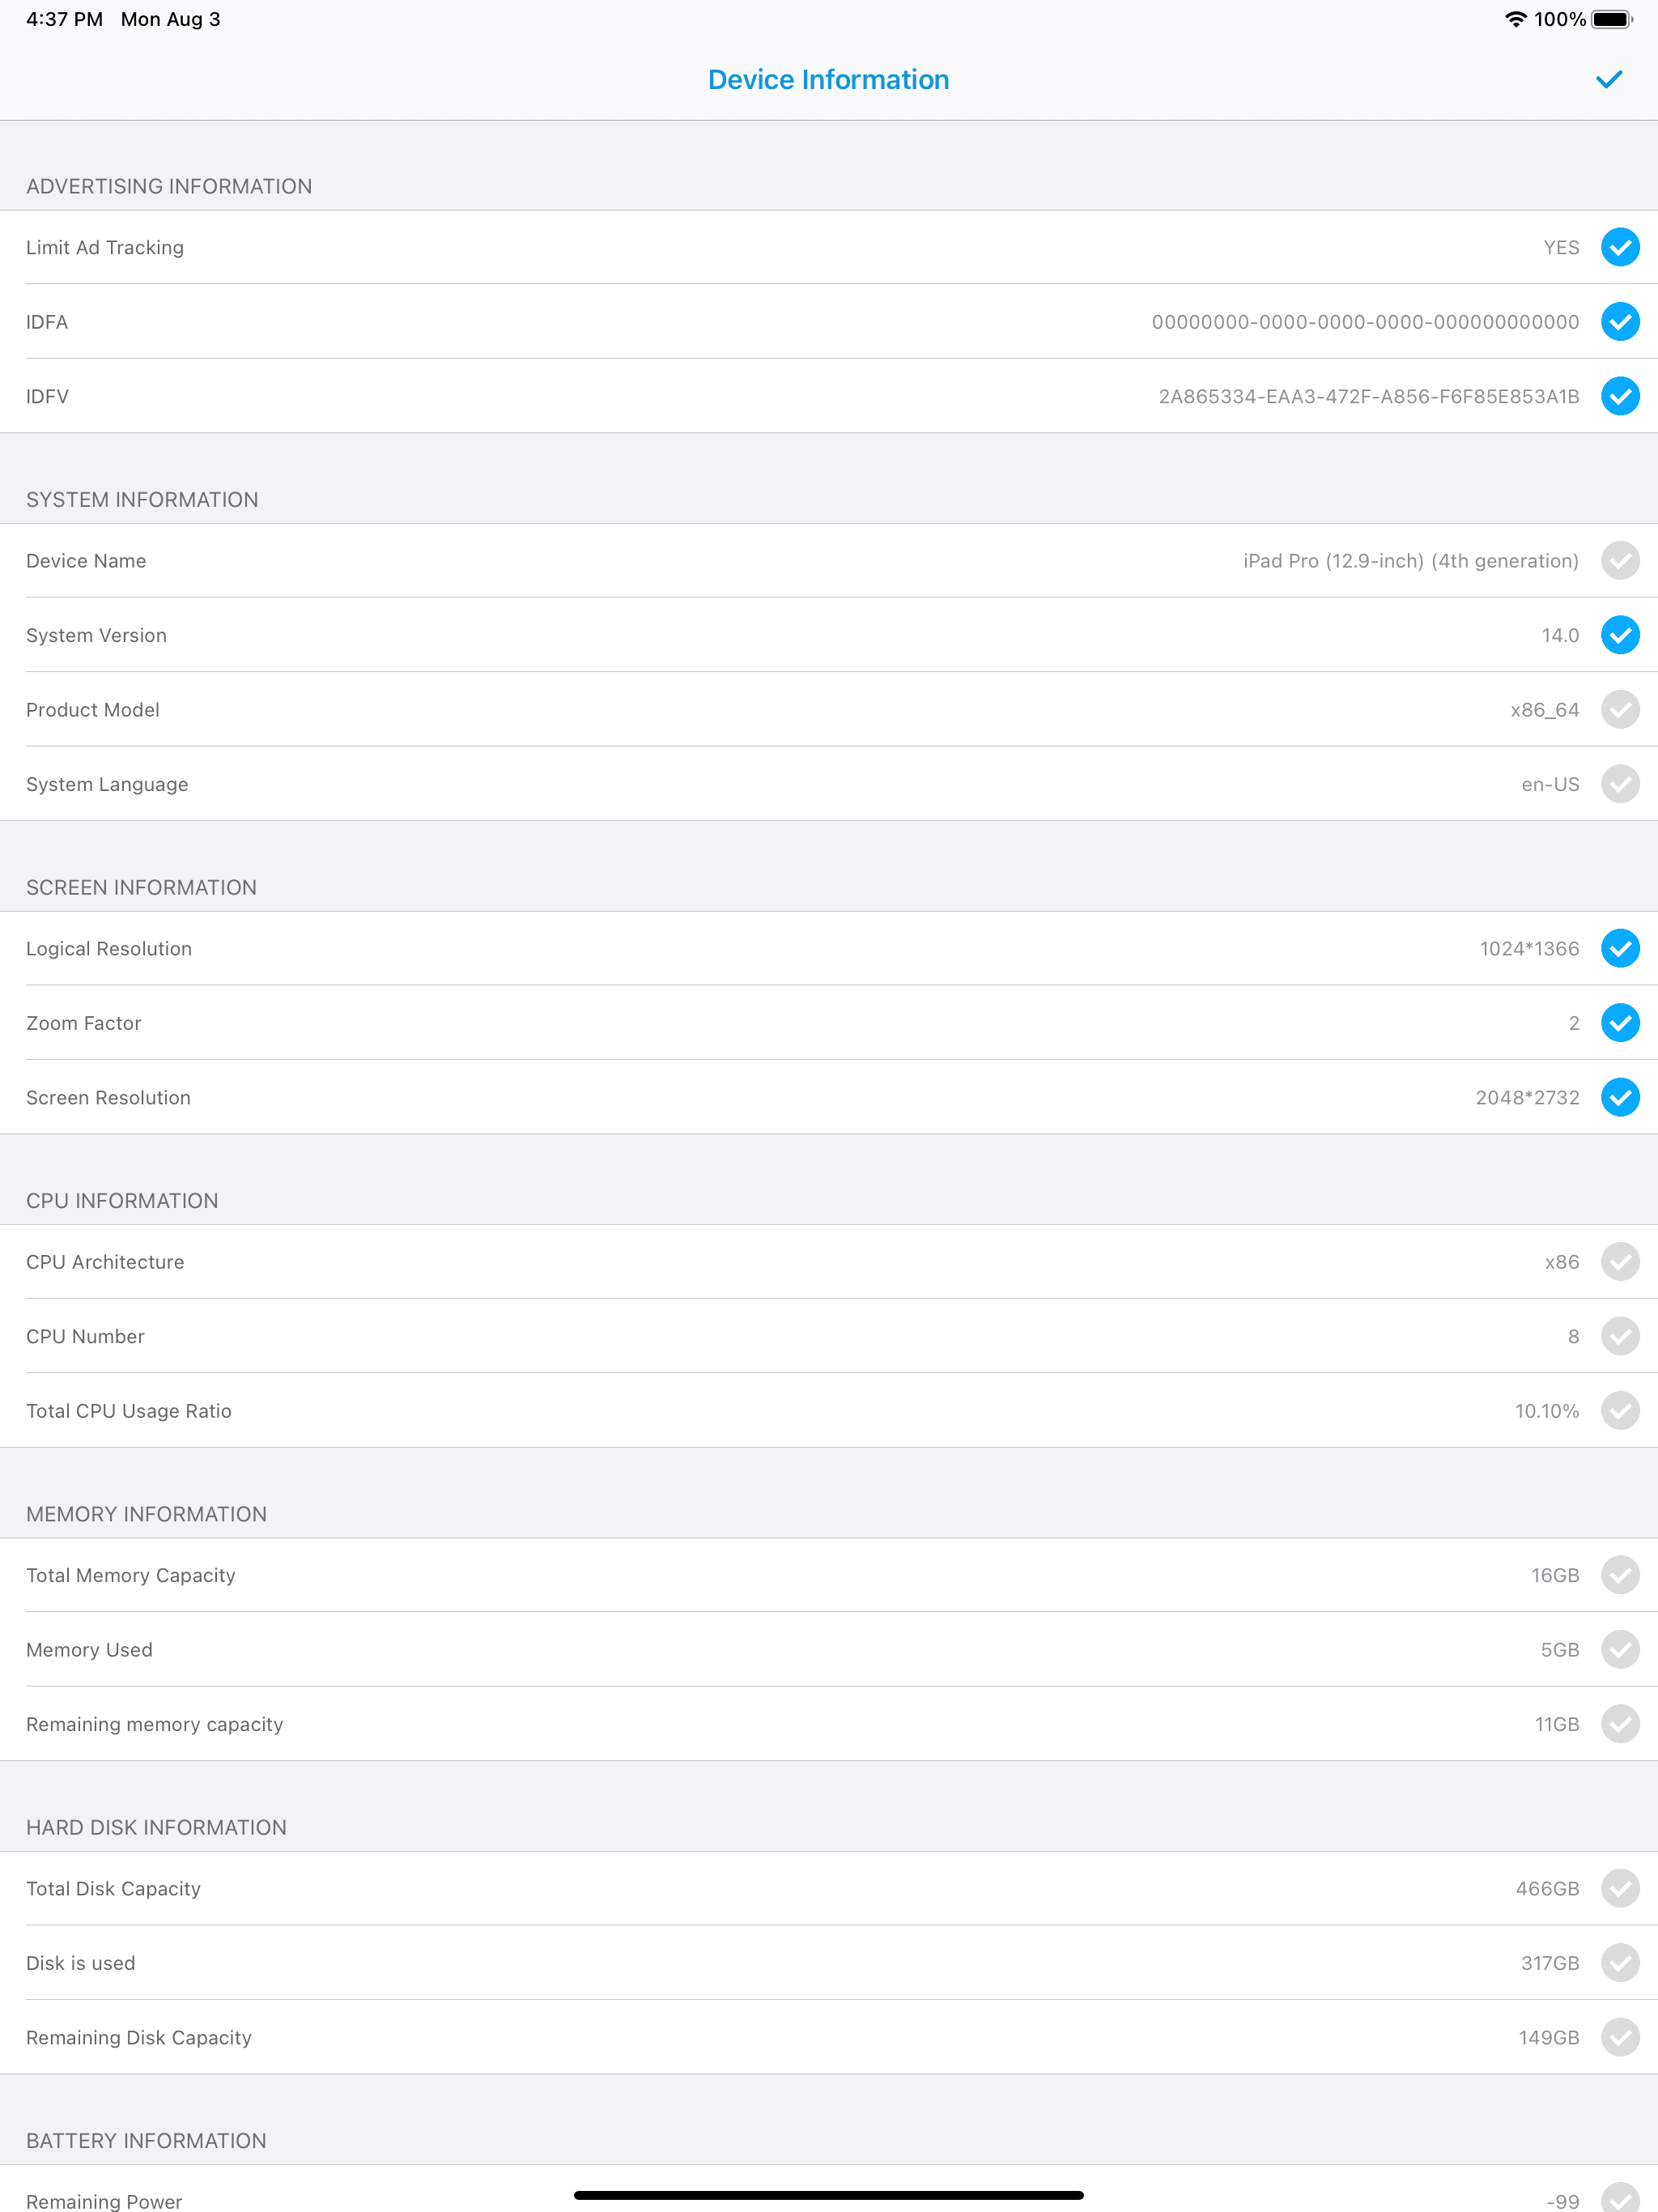 4:37 PM Mon Aug 3 100%
Device Information
ADVERTISING INFORMATION
Limit Ad Tracking YES
IDFA 00000000-0000-0000-0000-000000000000
IDFV 2A865334-EAA3-472F-A856-F6F85E853A1B
SYSTEM INFORMATION
Device Name iPad Pro (12.9-inch) (4th generation)
System Version 14.0
Product Model x86_64
System Language en-US
SCREEN INFORMATION
Logical Resolution 1024*1366
Zoom Factor 2
Screen Resolution 2048*2732
CPU INFORMATION
CPU Architecture x86
CPU Number 8
Total CPU Usage Ratio 10.10%
MEMORY INFORMATION
Total Memory Capacity 16GB
Memory Used 5GB
Remaining memory capacity 11GB
HARD DISK INFORMATION
Total Disk Capacity 466GB
Disk is used 317GB
Remaining Disk Capacity 149GB
BATTERY INFORMATION
Remaining Power -99